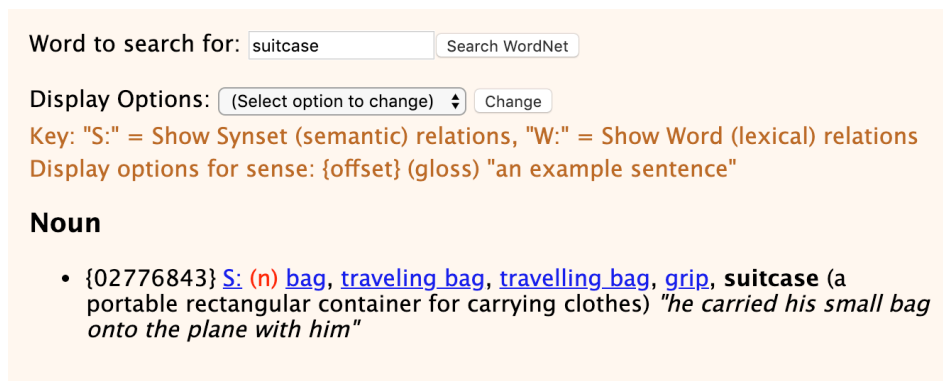 Word to search for: suitcase Search WordNet
Display Options: (Select option to change) Change
Key: "S:" = Show Synset (semantic) relations, "W:" = Show Word (lexical) relations
Display options for sense: {offset} (gloss) "an example sentence"
Noun
• {02776843} S: (n) bag, traveling bag, travelling bag, grip, suitcase (a
portable rectangular container for carrying clothes) "he carried his small bag
onto the plane with him"